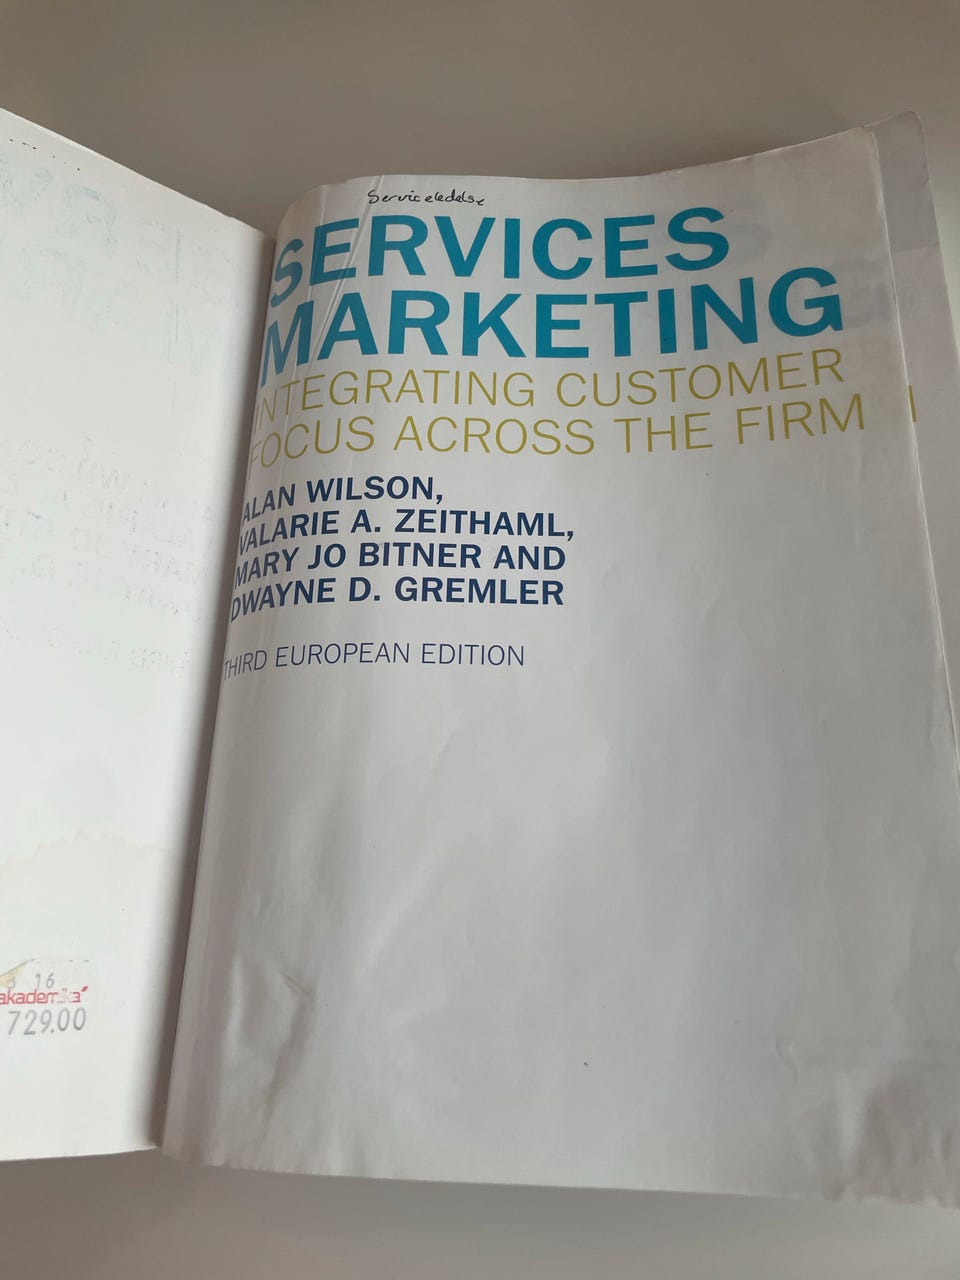 Serviceledelse
SERVICES
MARKETING
INTEGRATING CUSTOMER
FOCUS ACROSS THE FIRM
ALAN WILSON,
VALARIE A. ZEITHAML,
MARY JO BITNER AND
DWAYNE D. GREMLER
THIRD EUROPEAN EDITION
16
akademika
729.00